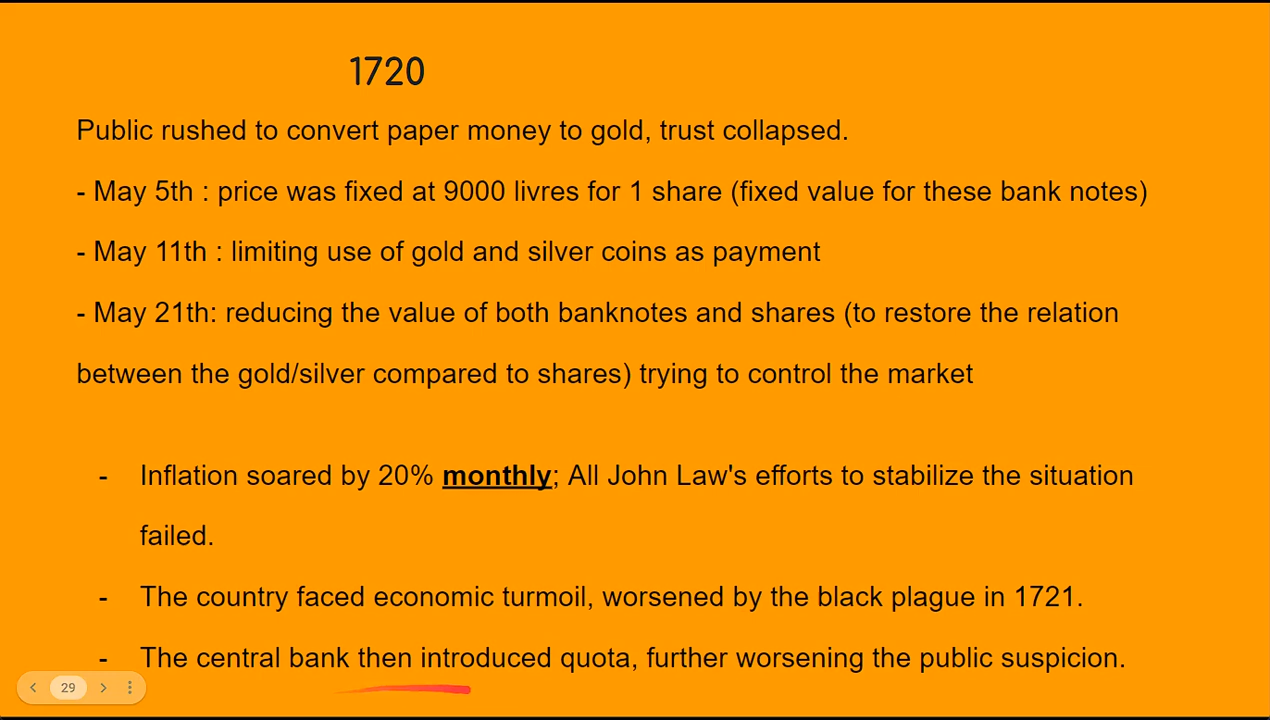 1720
Public rushed to convert paper money to gold, trust collapsed.
- May 5th : price was fixed at 9000 livres for 1 share (fixed value for these bank notes)
- May 11th : limiting use of gold and silver coins as payment
- May 21th: reducing the value of both banknotes and shares (to restore the relation
between the gold/silver compared to shares) trying to control the market
- Inflation soared by 20% monthly; All John Law's efforts to stabilize the situation
failed.
- The country faced economic turmoil, worsened by the black plague in 1721.
- The central bank then introduced quota, further worsening the public suspicion.
29